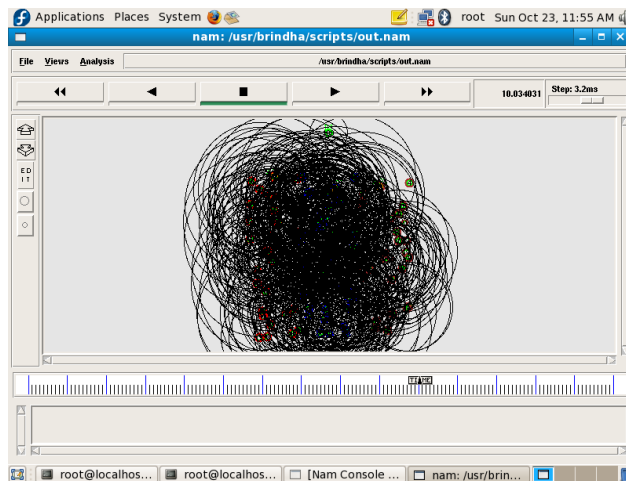 Applications Places System root Sun Oct 23, 11:55 AM
nam: /usr/brindha/scripts/out.nam
File Views Analysis /usr/brindha/scripts/out.nam
10.034031 Step: 3.2ms
ED
IT
TIME
root@localhos... root@localhos... [Nam Console ... nam: /usr/brin...